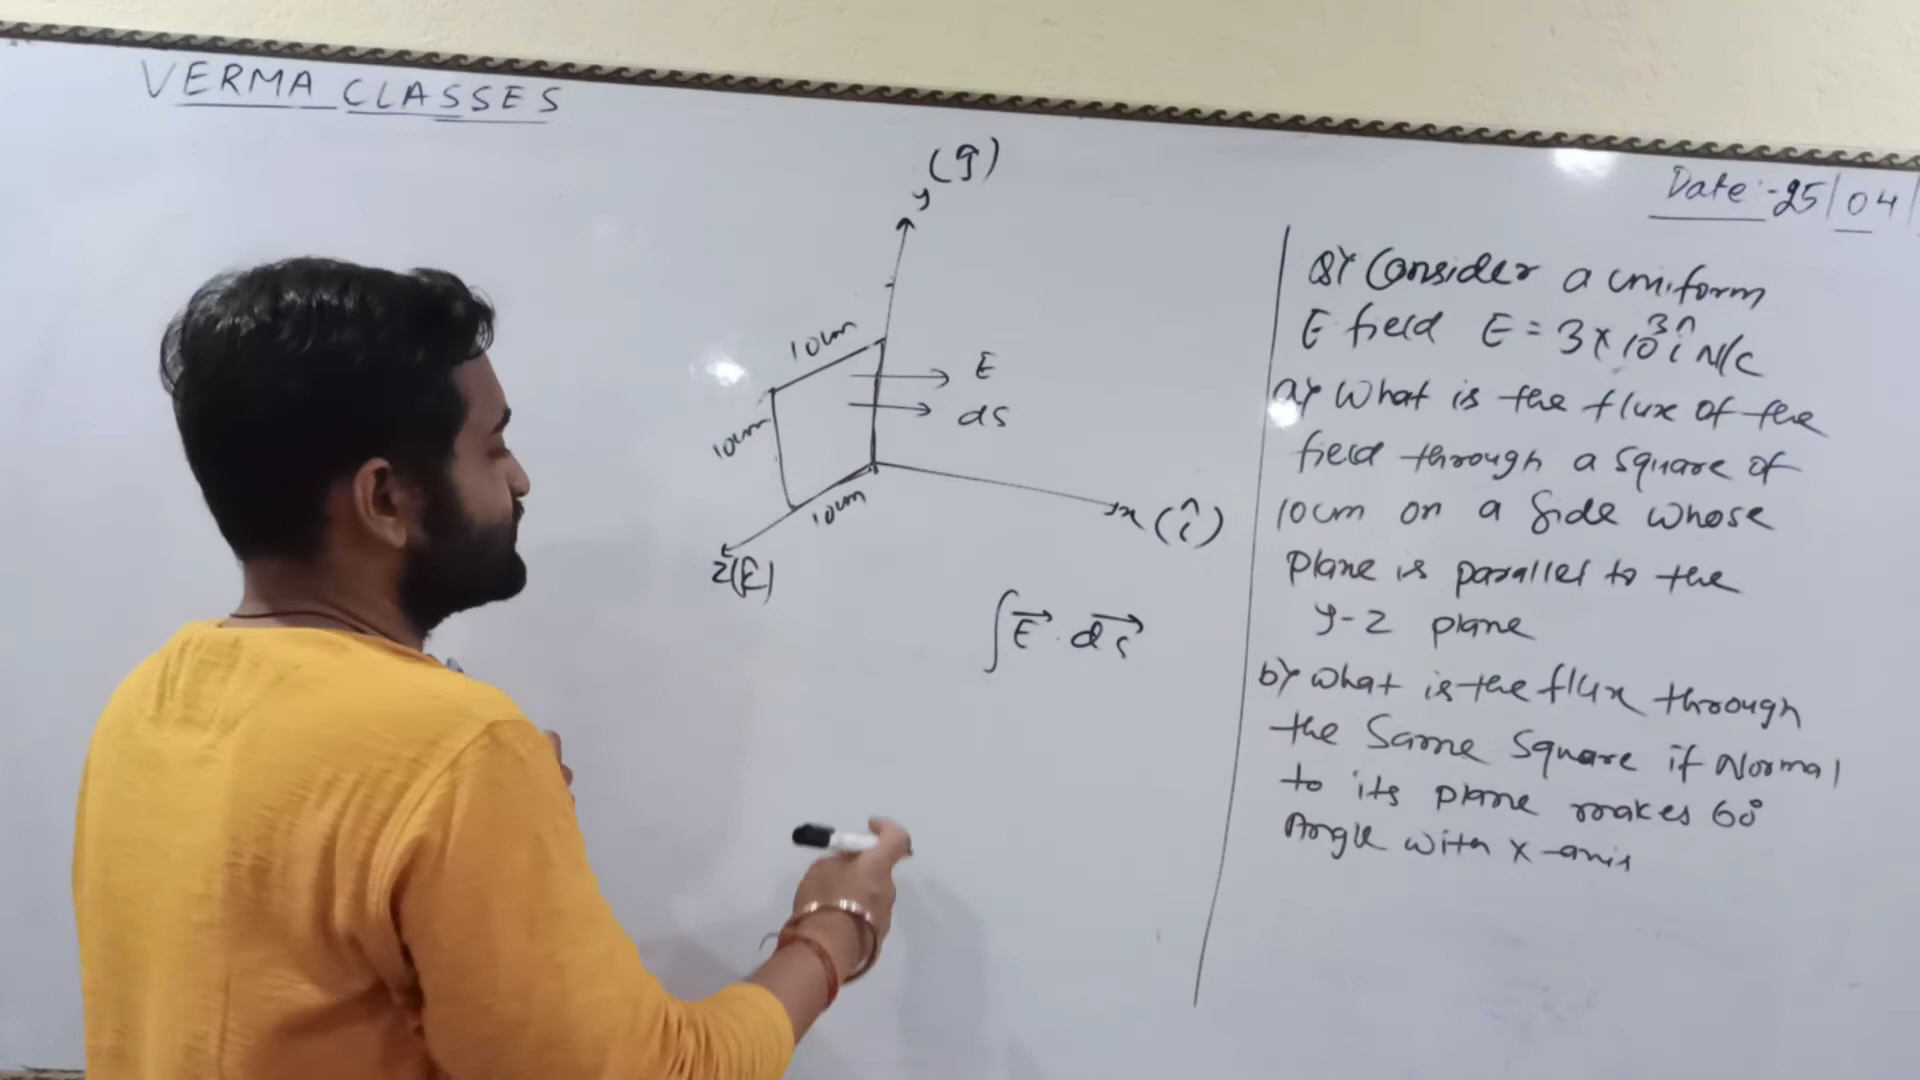 VERMA CLASSES
Date :- 25/04/
(ĵ)
y
10cm
E
ds
10cm
10cm
x (î)
z(k̂)
∫E⃗ . ds⃗
Q) Consider a uniform
E field E = 3 × 10³ î N/C
a) What is the flux of the
field through a square of
10cm on a side whose
plane is parallel to the
y-z plane
b) What is the flux through
the same square if Normal
to its plane makes 60°
Angle with x-axis